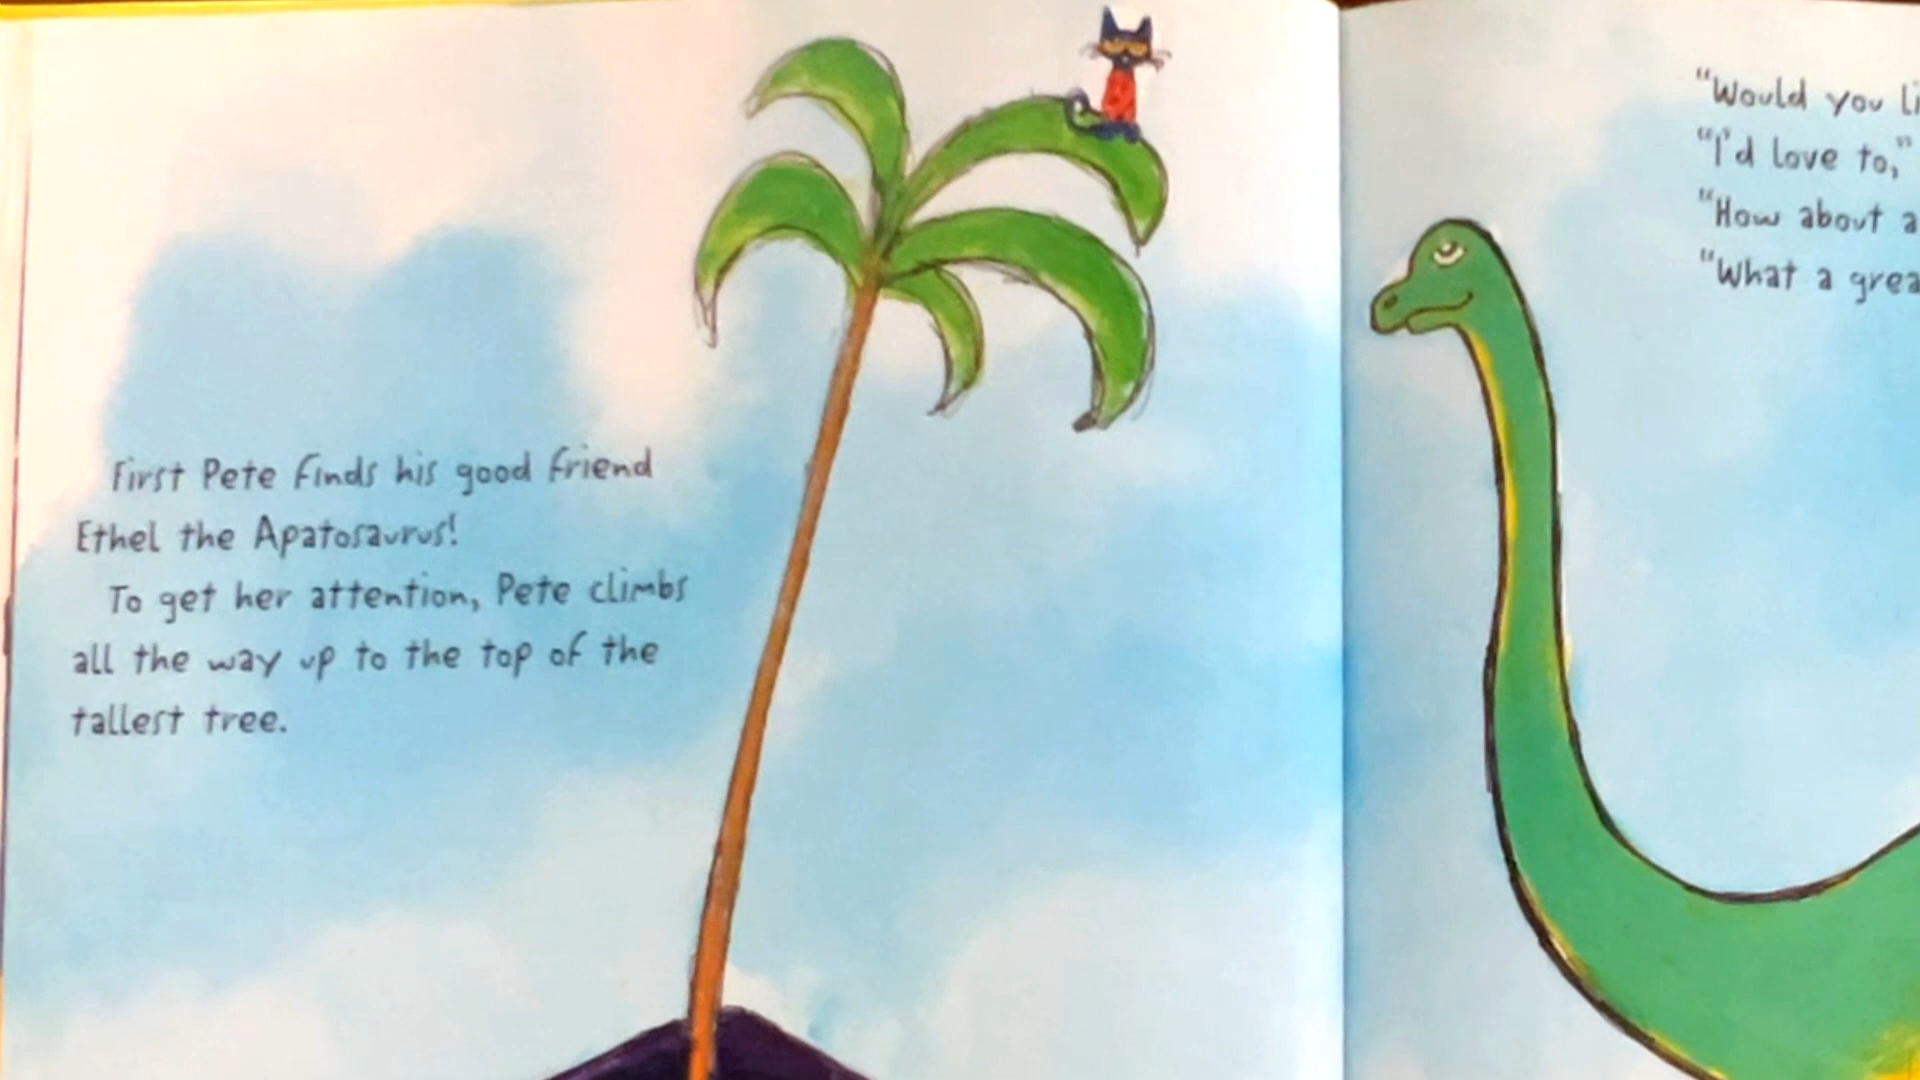 First Pete finds his good friend
Ethel the Apatosaurus!
To get her attention, Pete climbs
all the way up to the top of the
tallest tree.
"Would you
"I'd love to,"
"How about a
"What a